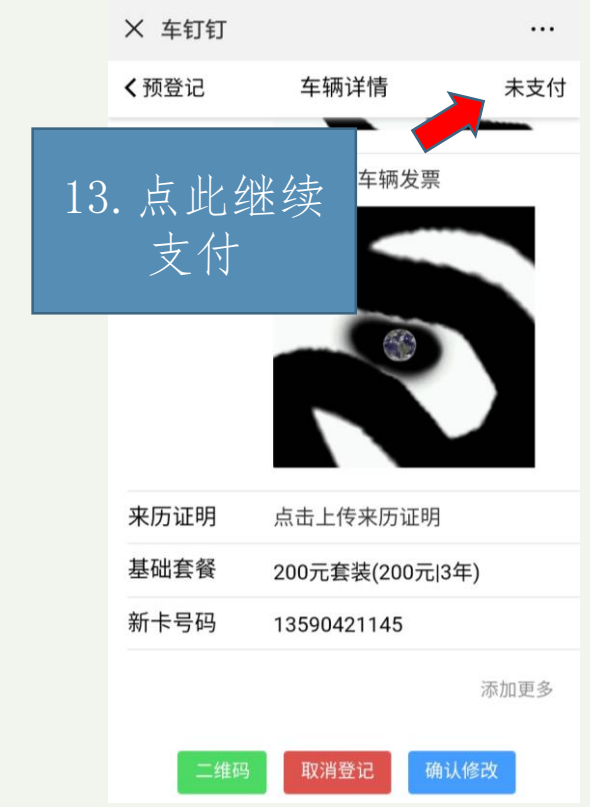 车钉钉
预登记 车辆详情 未支付
13.点此继续
支付
车辆发票
来历证明 点击上传来历证明
基础套餐 200元套装(200元|3年)
新卡号码 13590421145
添加更多
二维码 取消登记 确认修改